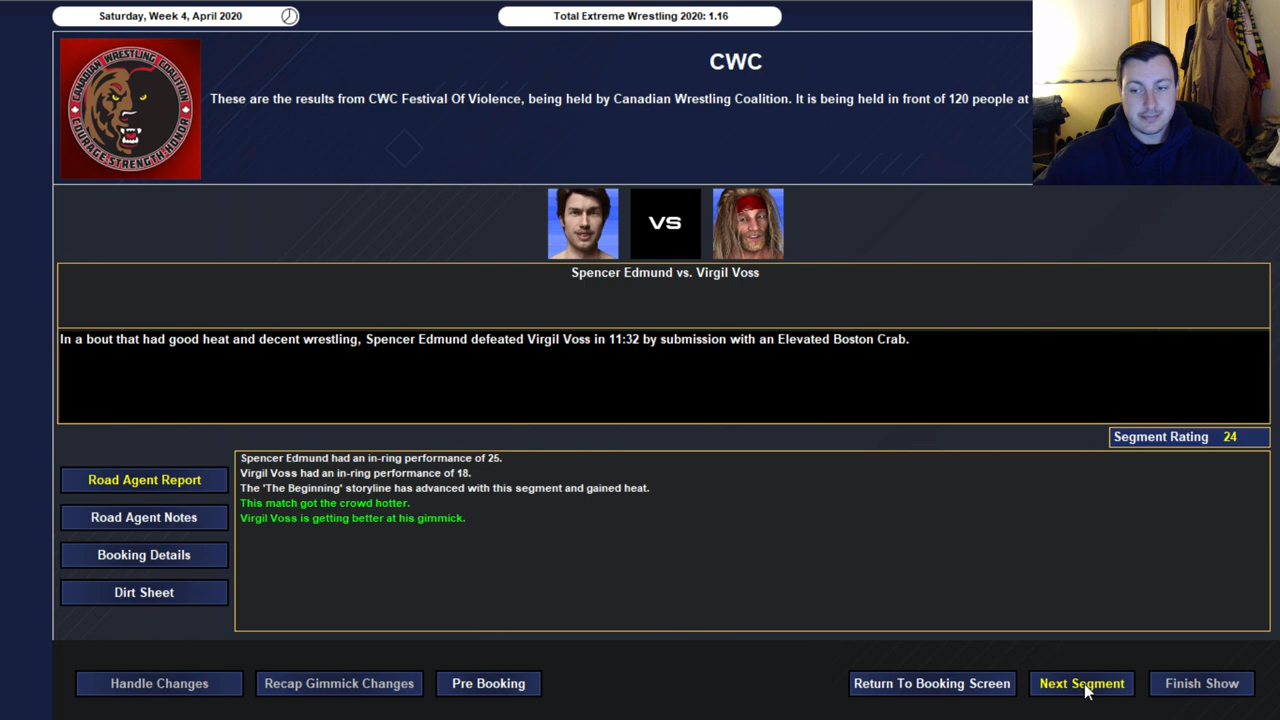 Saturday, Week 4, April 2020
Total Extreme Wrestling 2020: 1.16
CANADIAN WRESTLING COALITION
COURAGE STRENGTH HONOR
CWC
These are the results from CWC Festival Of Violence, being held by Canadian Wrestling Coalition. It is being held in front of 120 people at
VS
Spencer Edmund vs. Virgil Voss
In a bout that had good heat and decent wrestling, Spencer Edmund defeated Virgil Voss in 11:32 by submission with an Elevated Boston Crab.
Segment Rating 24
Road Agent Report
Road Agent Notes
Booking Details
Dirt Sheet
Spencer Edmund had an in-ring performance of 25.
Virgil Voss had an in-ring performance of 18.
The 'The Beginning' storyline has advanced with this segment and gained heat.
This match got the crowd hotter.
Virgil Voss is getting better at his gimmick.
Handle Changes
Recap Gimmick Changes
Pre Booking
Return To Booking Screen
Next Segment
Finish Show